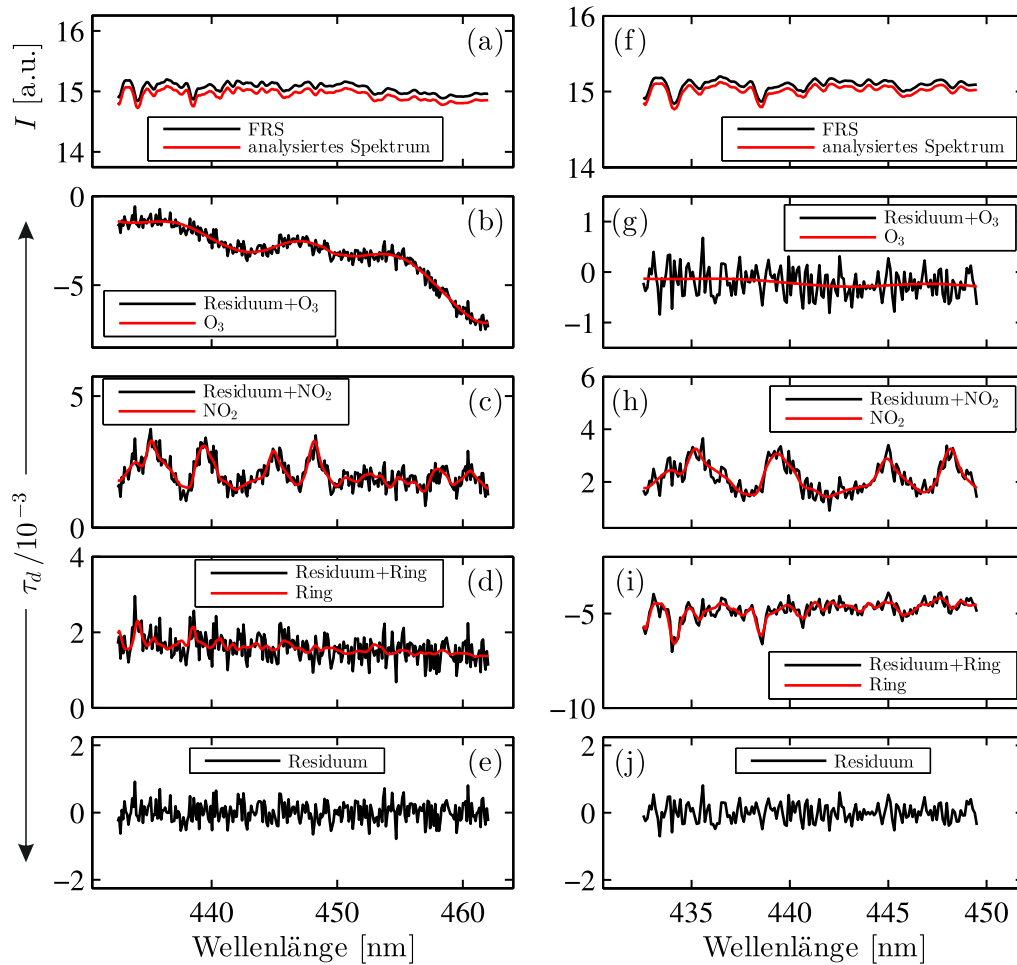 I [a.u.]
16
15
14
(a)
FRS
analysiertes Spektrum
16
15
14
(f)
FRS
analysiertes Spektrum
τd/10−3
0
−5
(b)
Residuum+O3
O3
1
0
−1
(g)
Residuum+O3
O3
5
0
(c)
Residuum+NO2
NO2
6
4
2
(h)
Residuum+NO2
NO2
4
2
0
(d)
Residuum+Ring
Ring
−5
−10
(i)
Residuum+Ring
Ring
2
0
−2
(e)
Residuum
2
0
−2
(j)
Residuum
440 450 460
Wellenlänge [nm]
435 440 445 450
Wellenlänge [nm]